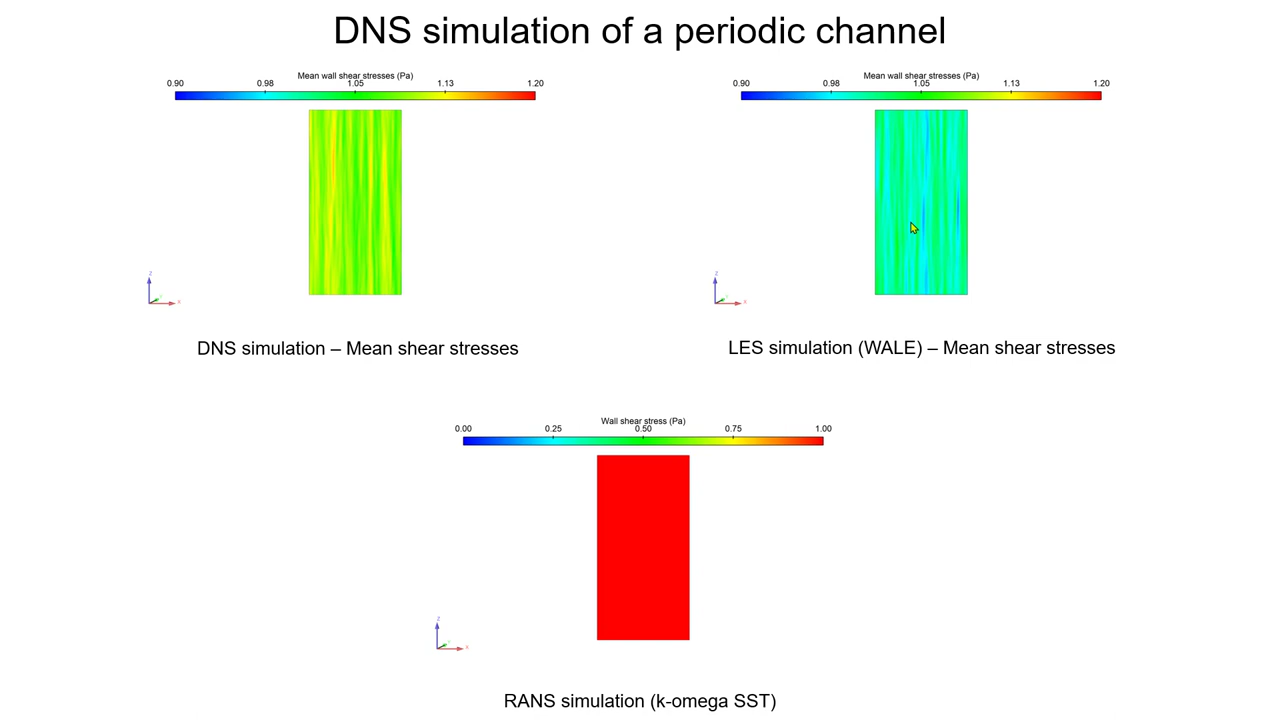 DNS simulation of a periodic channel
Mean wall shear stresses (Pa)
0.90 0.98 1.05 1.13 1.20
Mean wall shear stresses (Pa)
0.90 0.98 1.05 1.13 1.20
Z
X
Z
X
DNS simulation – Mean shear stresses
LES simulation (WALE) – Mean shear stresses
Wall shear stress (Pa)
0.00 0.25 0.50 0.75 1.00
Z
X
RANS simulation (k-omega SST)